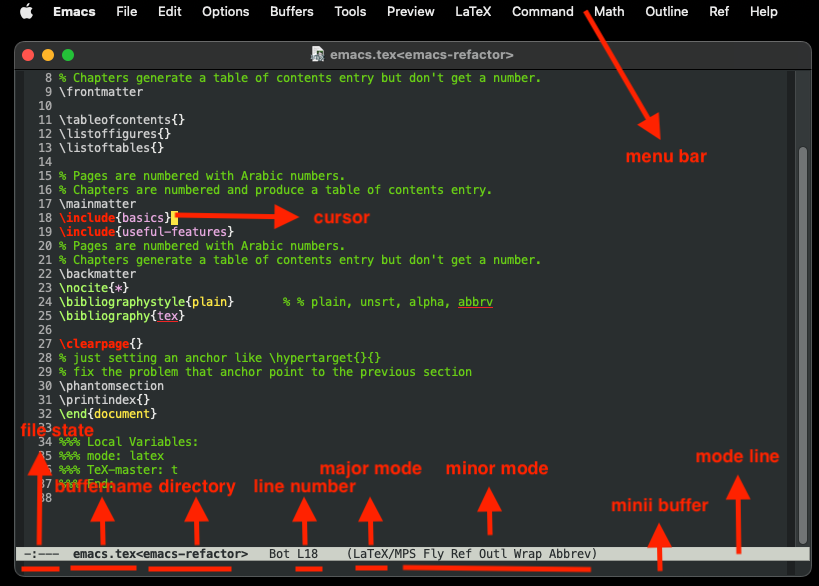 Emacs File Edit Options Buffers Tools Preview LaTeX Command Math Outline Ref Help
emacs.tex<emacs-refactor>
8 % Chapters generate a table of contents entry but don't get a number.
9 \frontmatter
10
11 \tableofcontents{}
12 \listoffigures{}
13 \listoftables{}
14
menu bar
15 % Pages are numbered with Arabic numbers.
16 % Chapters are numbered and produce a table of contents entry.
17 \mainmatter
18 \include{basics}
cursor
19 \include{useful-features}
20 % Pages are numbered with Arabic numbers.
21 % Chapters generate a table of contents entry but don't get a number.
22 \backmatter
23 \nocite{*}
24 \bibliographystyle{plain} % % plain, unsrt, alpha, abbrv
25 \bibliography{tex}
26
27 \clearpage{}
28 % just setting an anchor like \hypertarget{}{}
29 % fix the problem that anchor point to the previous section
30 \phantomsection
31 \printindex{}
32 \end{document}
33
file state
34 %%% Local Variables:
35 %%% mode: latex
mode line
36 %%% TeX-master: t
major mode minor mode
37 %%% End:
buffername directory line number
38
minii buffer
-:--- emacs.tex<emacs-refactor> Bot L18 (LaTeX/MPS Fly Ref Outl Wrap Abbrev)